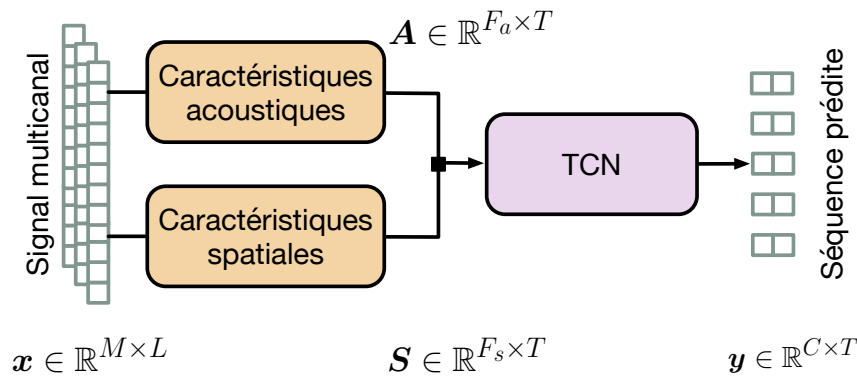 Signal multicanal
Caractéristiques
acoustiques
Caractéristiques
spatiales
A ∈ ℝ^{F_a×T}
TCN
Séquence prédite
x ∈ ℝ^{M×L}
S ∈ ℝ^{F_s×T}
y ∈ ℝ^{C×T}